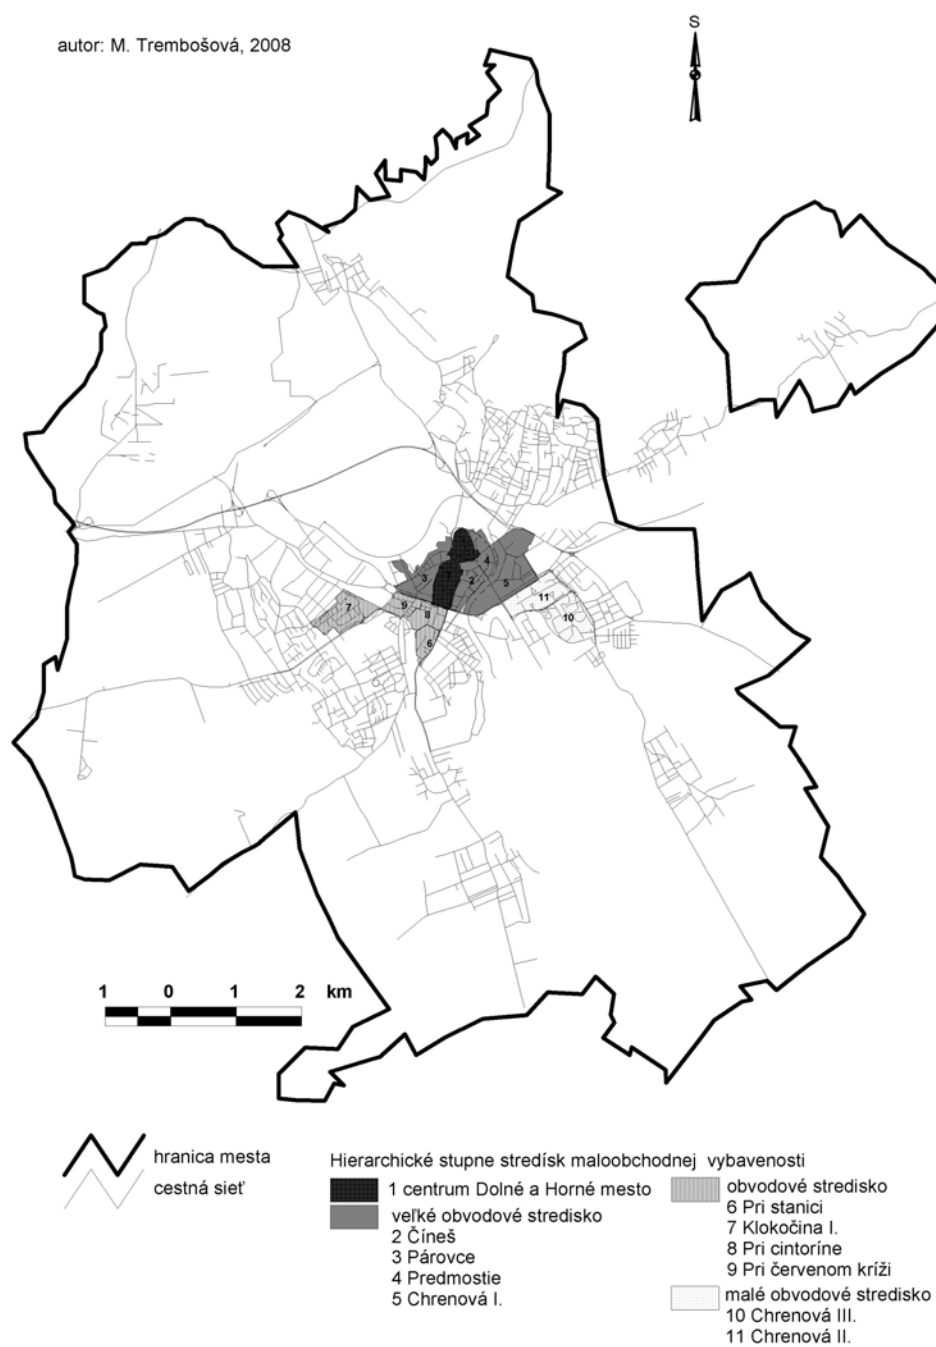 autor: M. Trembošová, 2008
S
4
3
1
2
5
7
9
8
6
11
10
1 0 1 2 km
hranica mesta
cestná sieť
Hierarchické stupne stredísk maloobchodnej vybavenosti
1 centrum Dolné a Horné mesto
veľké obvodové stredisko
2 Číneš
3 Párovce
4 Predmostie
5 Chrenová I.
obvodové stredisko
6 Pri stanici
7 Klokočina I.
8 Pri cintoríne
9 Pri červenom kríži
malé obvodové stredisko
10 Chrenová III.
11 Chrenová II.